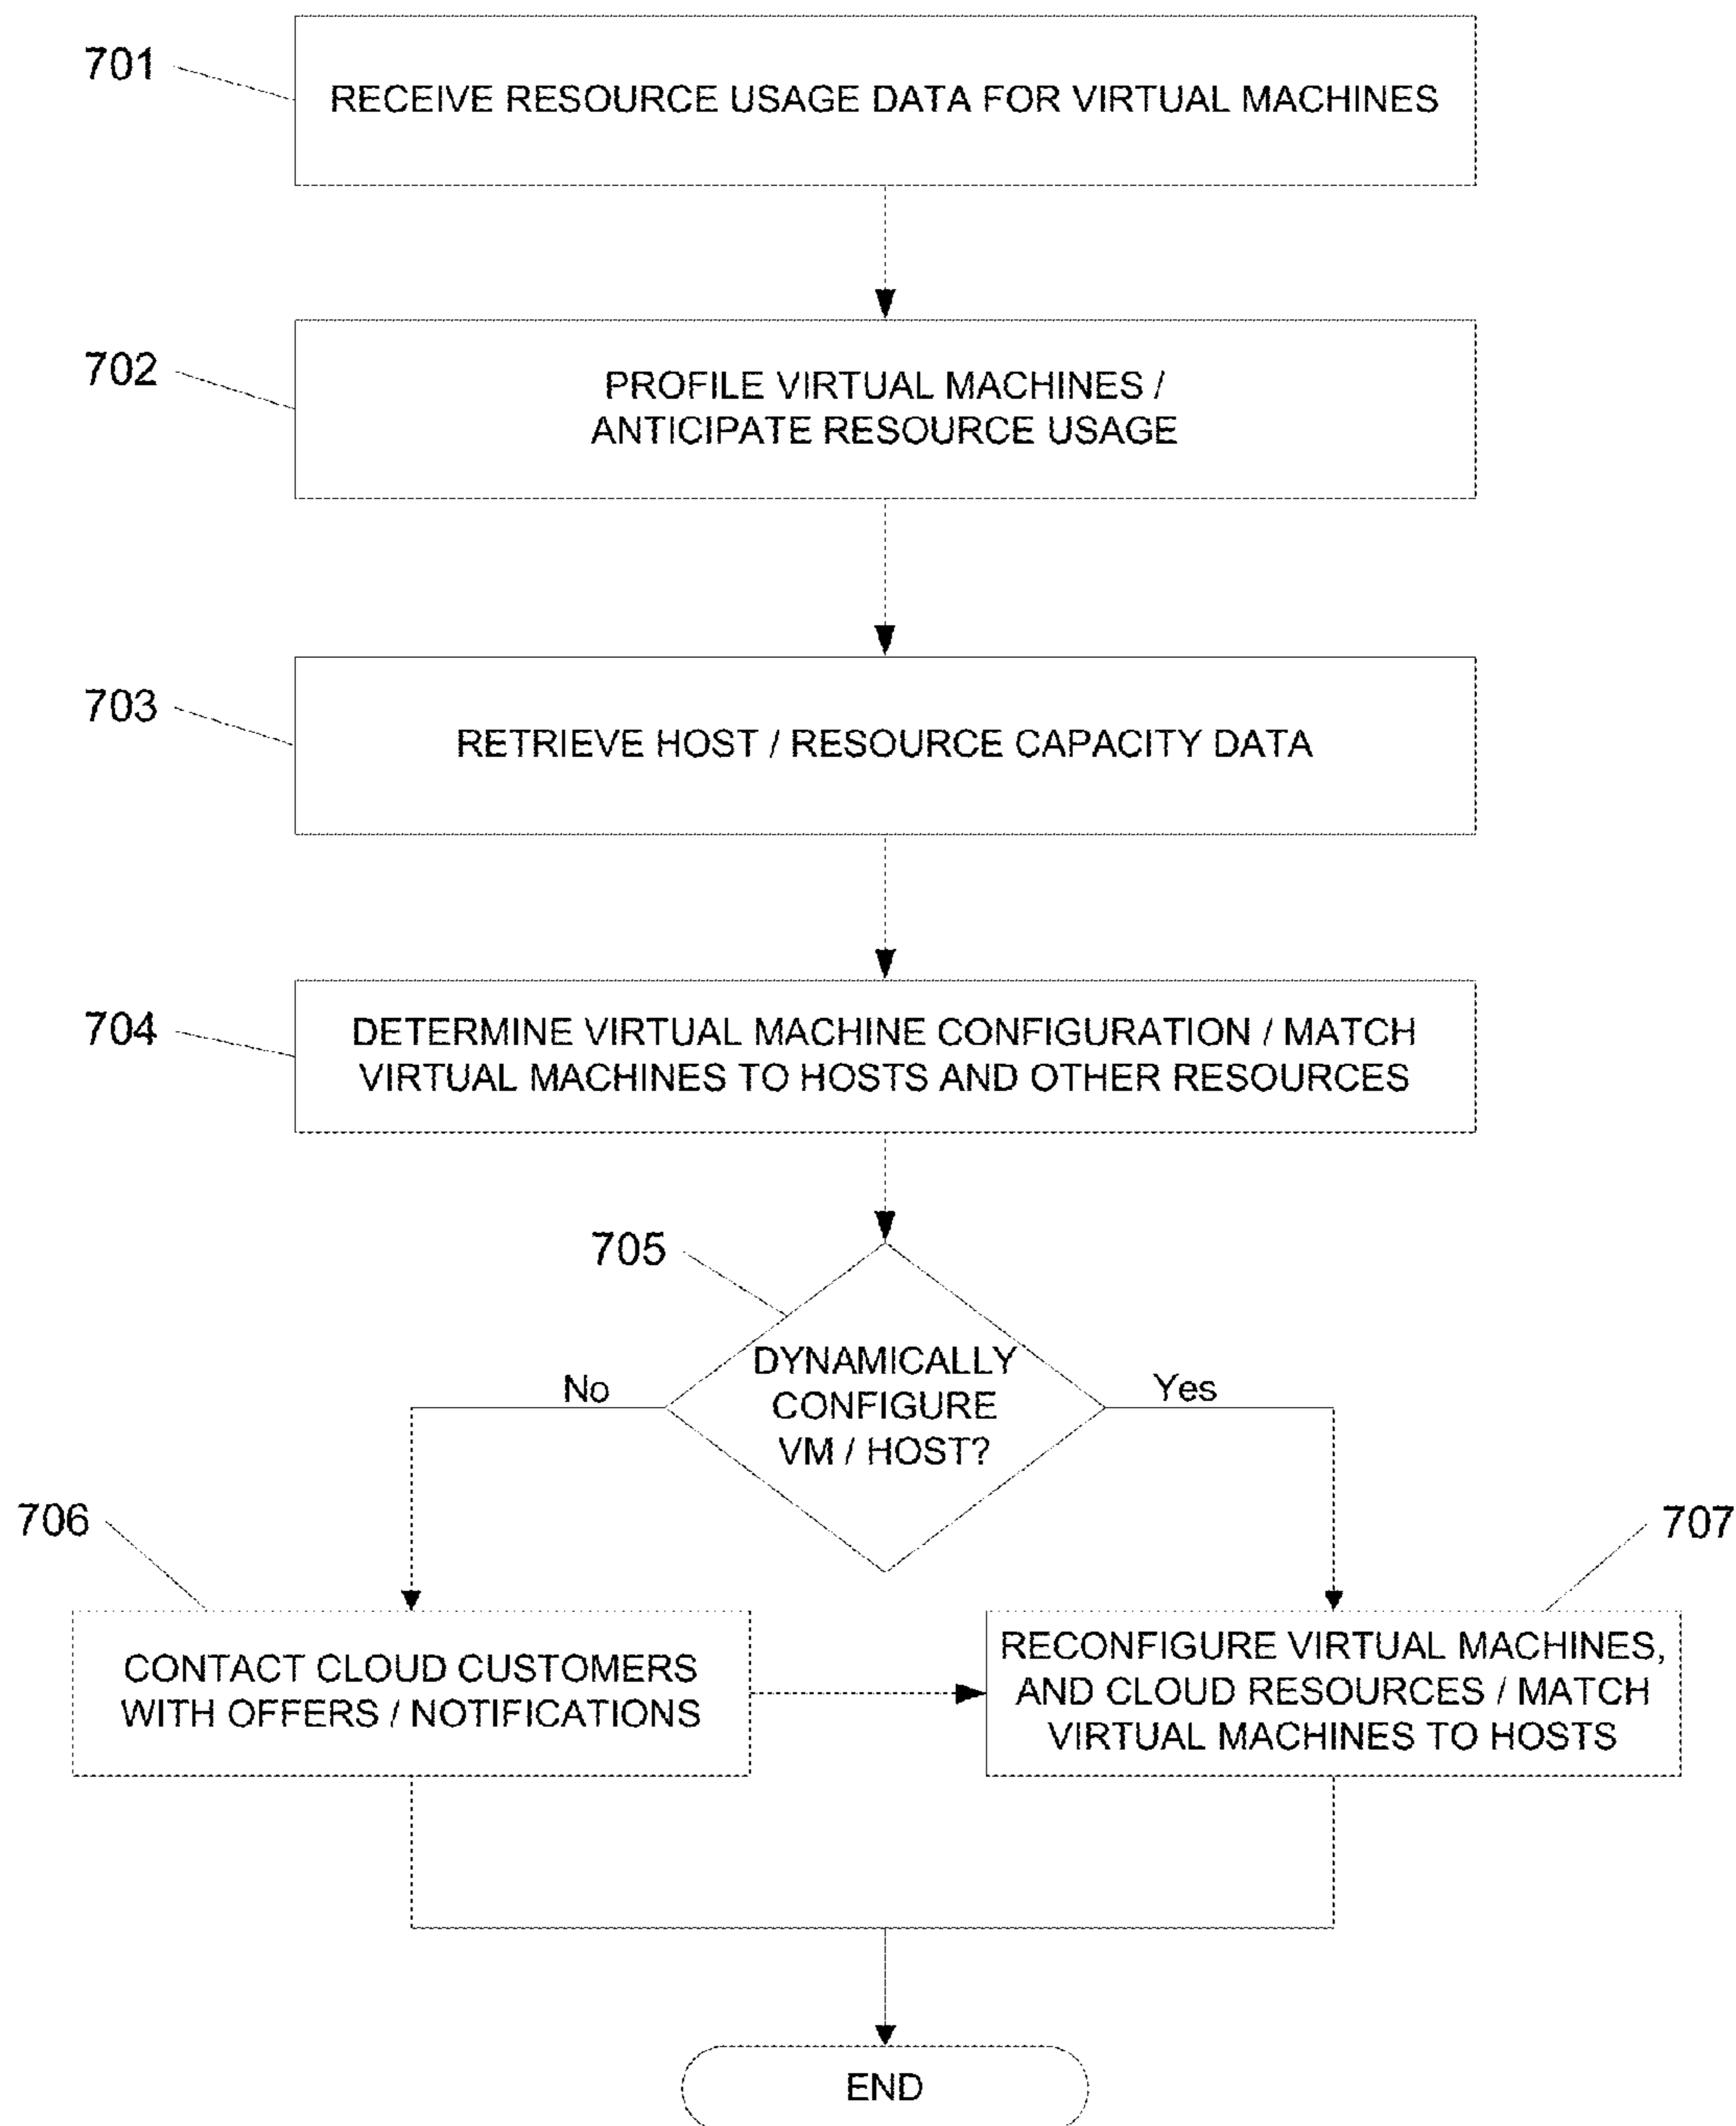 701
RECEIVE RESOURCE USAGE DATA FOR VIRTUAL MACHINES
702
PROFILE VIRTUAL MACHINES /
ANTICIPATE RESOURCE USAGE
703
RETRIEVE HOST / RESOURCE CAPACITY DATA
704
DETERMINE VIRTUAL MACHINE CONFIGURATION / MATCH
VIRTUAL MACHINES TO HOSTS AND OTHER RESOURCES
705
DYNAMICALLY
CONFIGURE
VM / HOST?
No
Yes
706
CONTACT CLOUD CUSTOMERS
WITH OFFERS / NOTIFICATIONS
707
RECONFIGURE VIRTUAL MACHINES,
AND CLOUD RESOURCES / MATCH
VIRTUAL MACHINES TO HOSTS
END